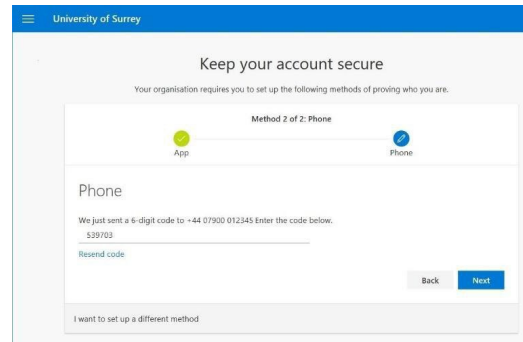 University of Surrey
Keep your account secure
Your organisation requires you to set up the following methods of proving who you are.
Method 2 of 2: Phone
App
Phone
Phone
We just sent a 6-digit code to +44 07900 012345 Enter the code below.
539703
Resend code
Back
Next
I want to set up a different method